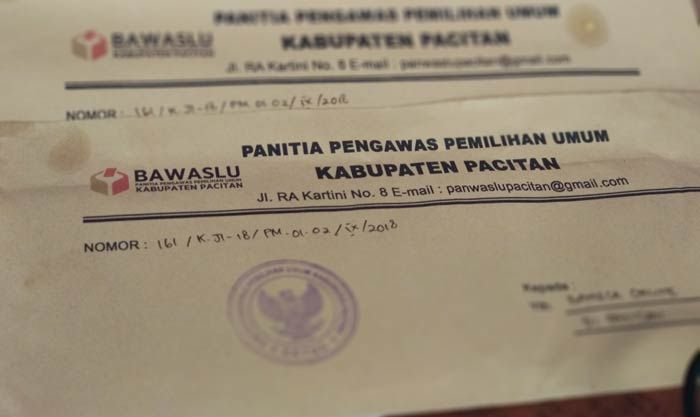 PANITIA PENGAWAS PEMILIHAN UMUM
BAWASLU
KABUPATEN PACITAN
Jl. RA Kartini No. 8 E-mail : panwaslupacitan@gmail.com
NOMOR : 161 / K.JI-18 / PM.01.02 / IX / 2018
PANITIA PENGAWAS PEMILIHAN UMUM
BAWASLU
PANITIA PENGAWAS PEMILIHAN UMUM
KABUPATEN PACITAN
KABUPATEN PACITAN
Jl. RA Kartini No. 8 E-mail : panwaslupacitan@gmail.com
NOMOR : 161 / K.JI-18 / PM.01.02 / IX / 2018
Kepada